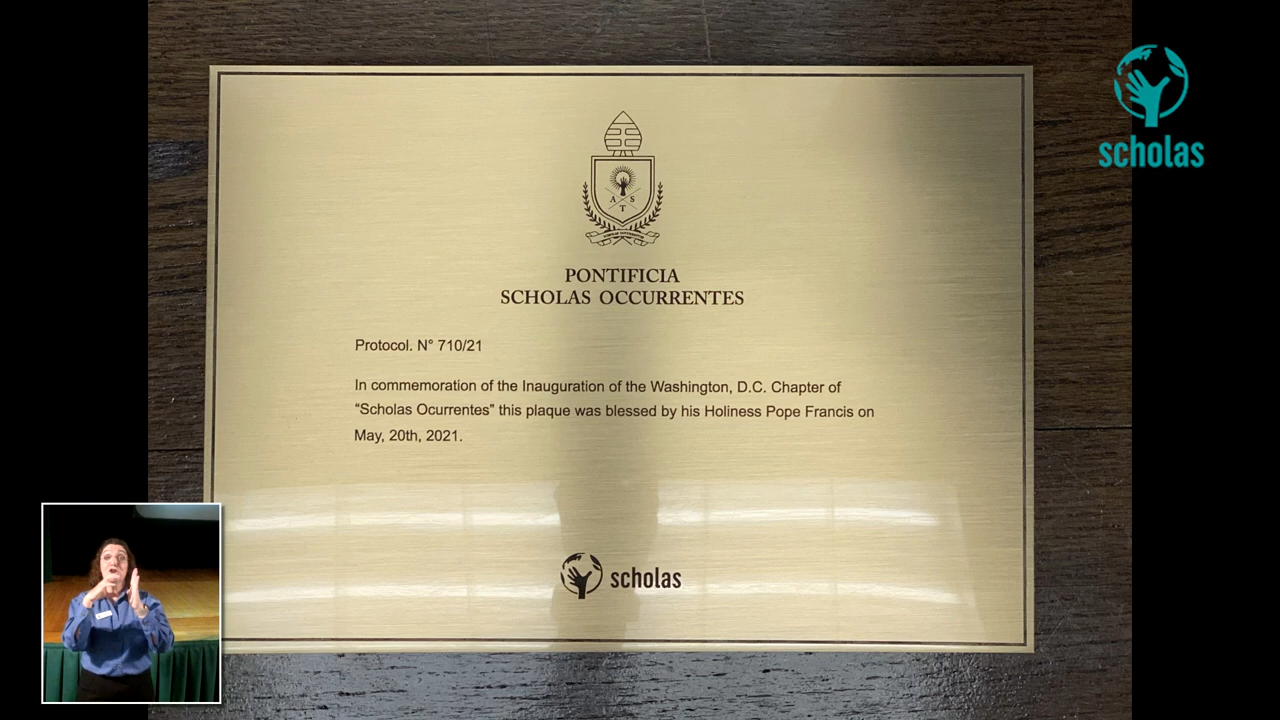 scholas
A S
T
PONTIFICIA
SCHOLAS OCCURRENTES
Protocol. N° 710/21
In commemoration of the Inauguration of the Washington, D.C. Chapter of
“Scholas Ocurrentes” this plaque was blessed by his Holiness Pope Francis on
May, 20th, 2021.
scholas